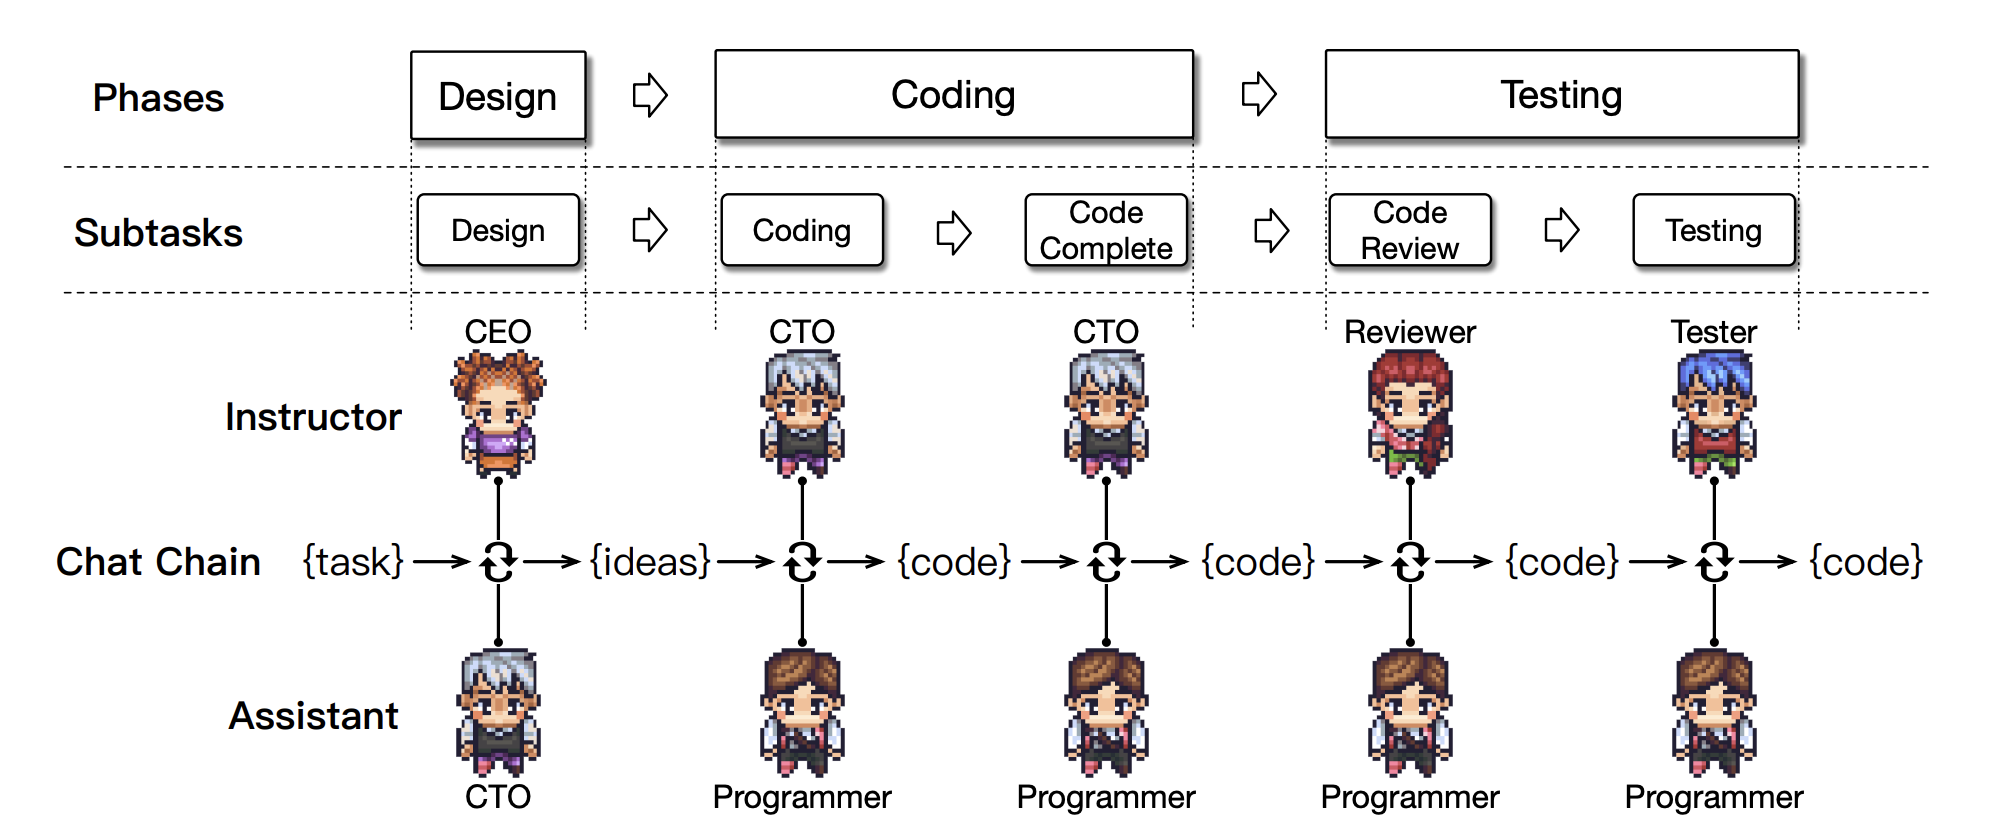 Phases
Design
Coding
Testing
Subtasks
Design
Coding
Code
Complete
Code
Review
Testing
CEO
CTO
CTO
Reviewer
Tester
Instructor
Chat Chain
{task}
{ideas}
{code}
{code}
{code}
{code}
Assistant
CTO
Programmer
Programmer
Programmer
Programmer